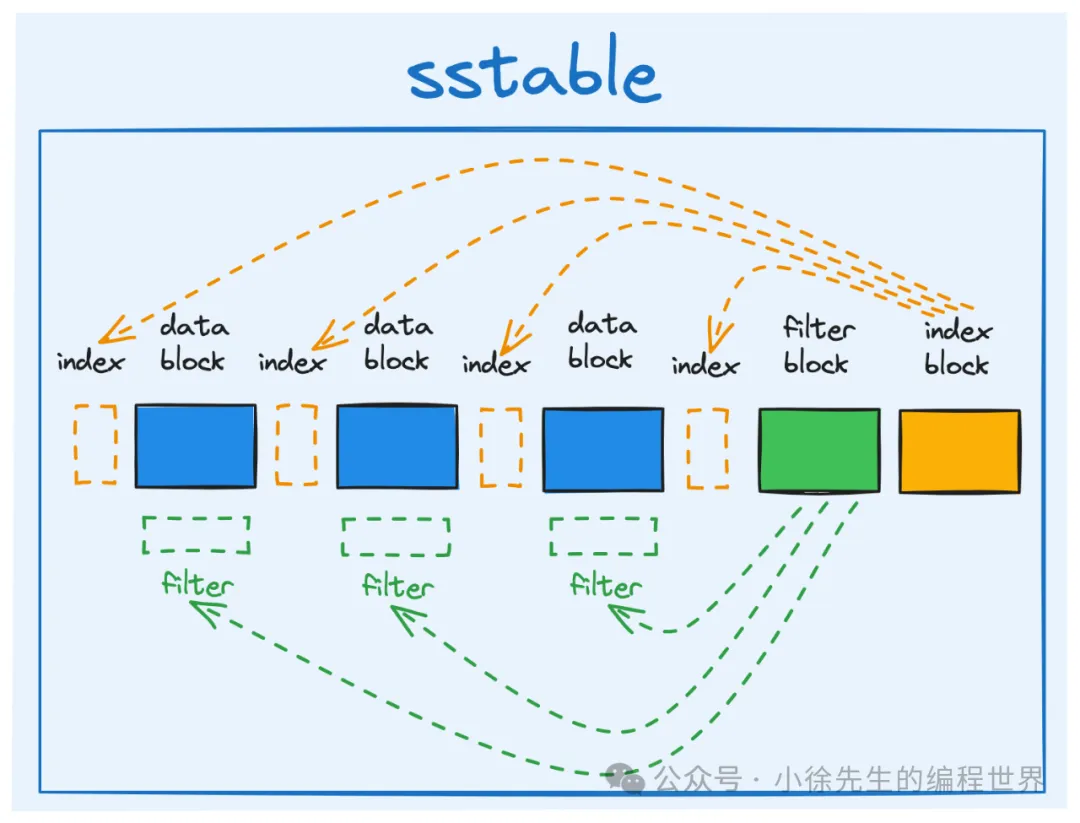 sstable
data
block
data
block
data
block
filter
block
index
block
index
index
index
index
filter
filter
filter
公众号·小徐先生的编程世界